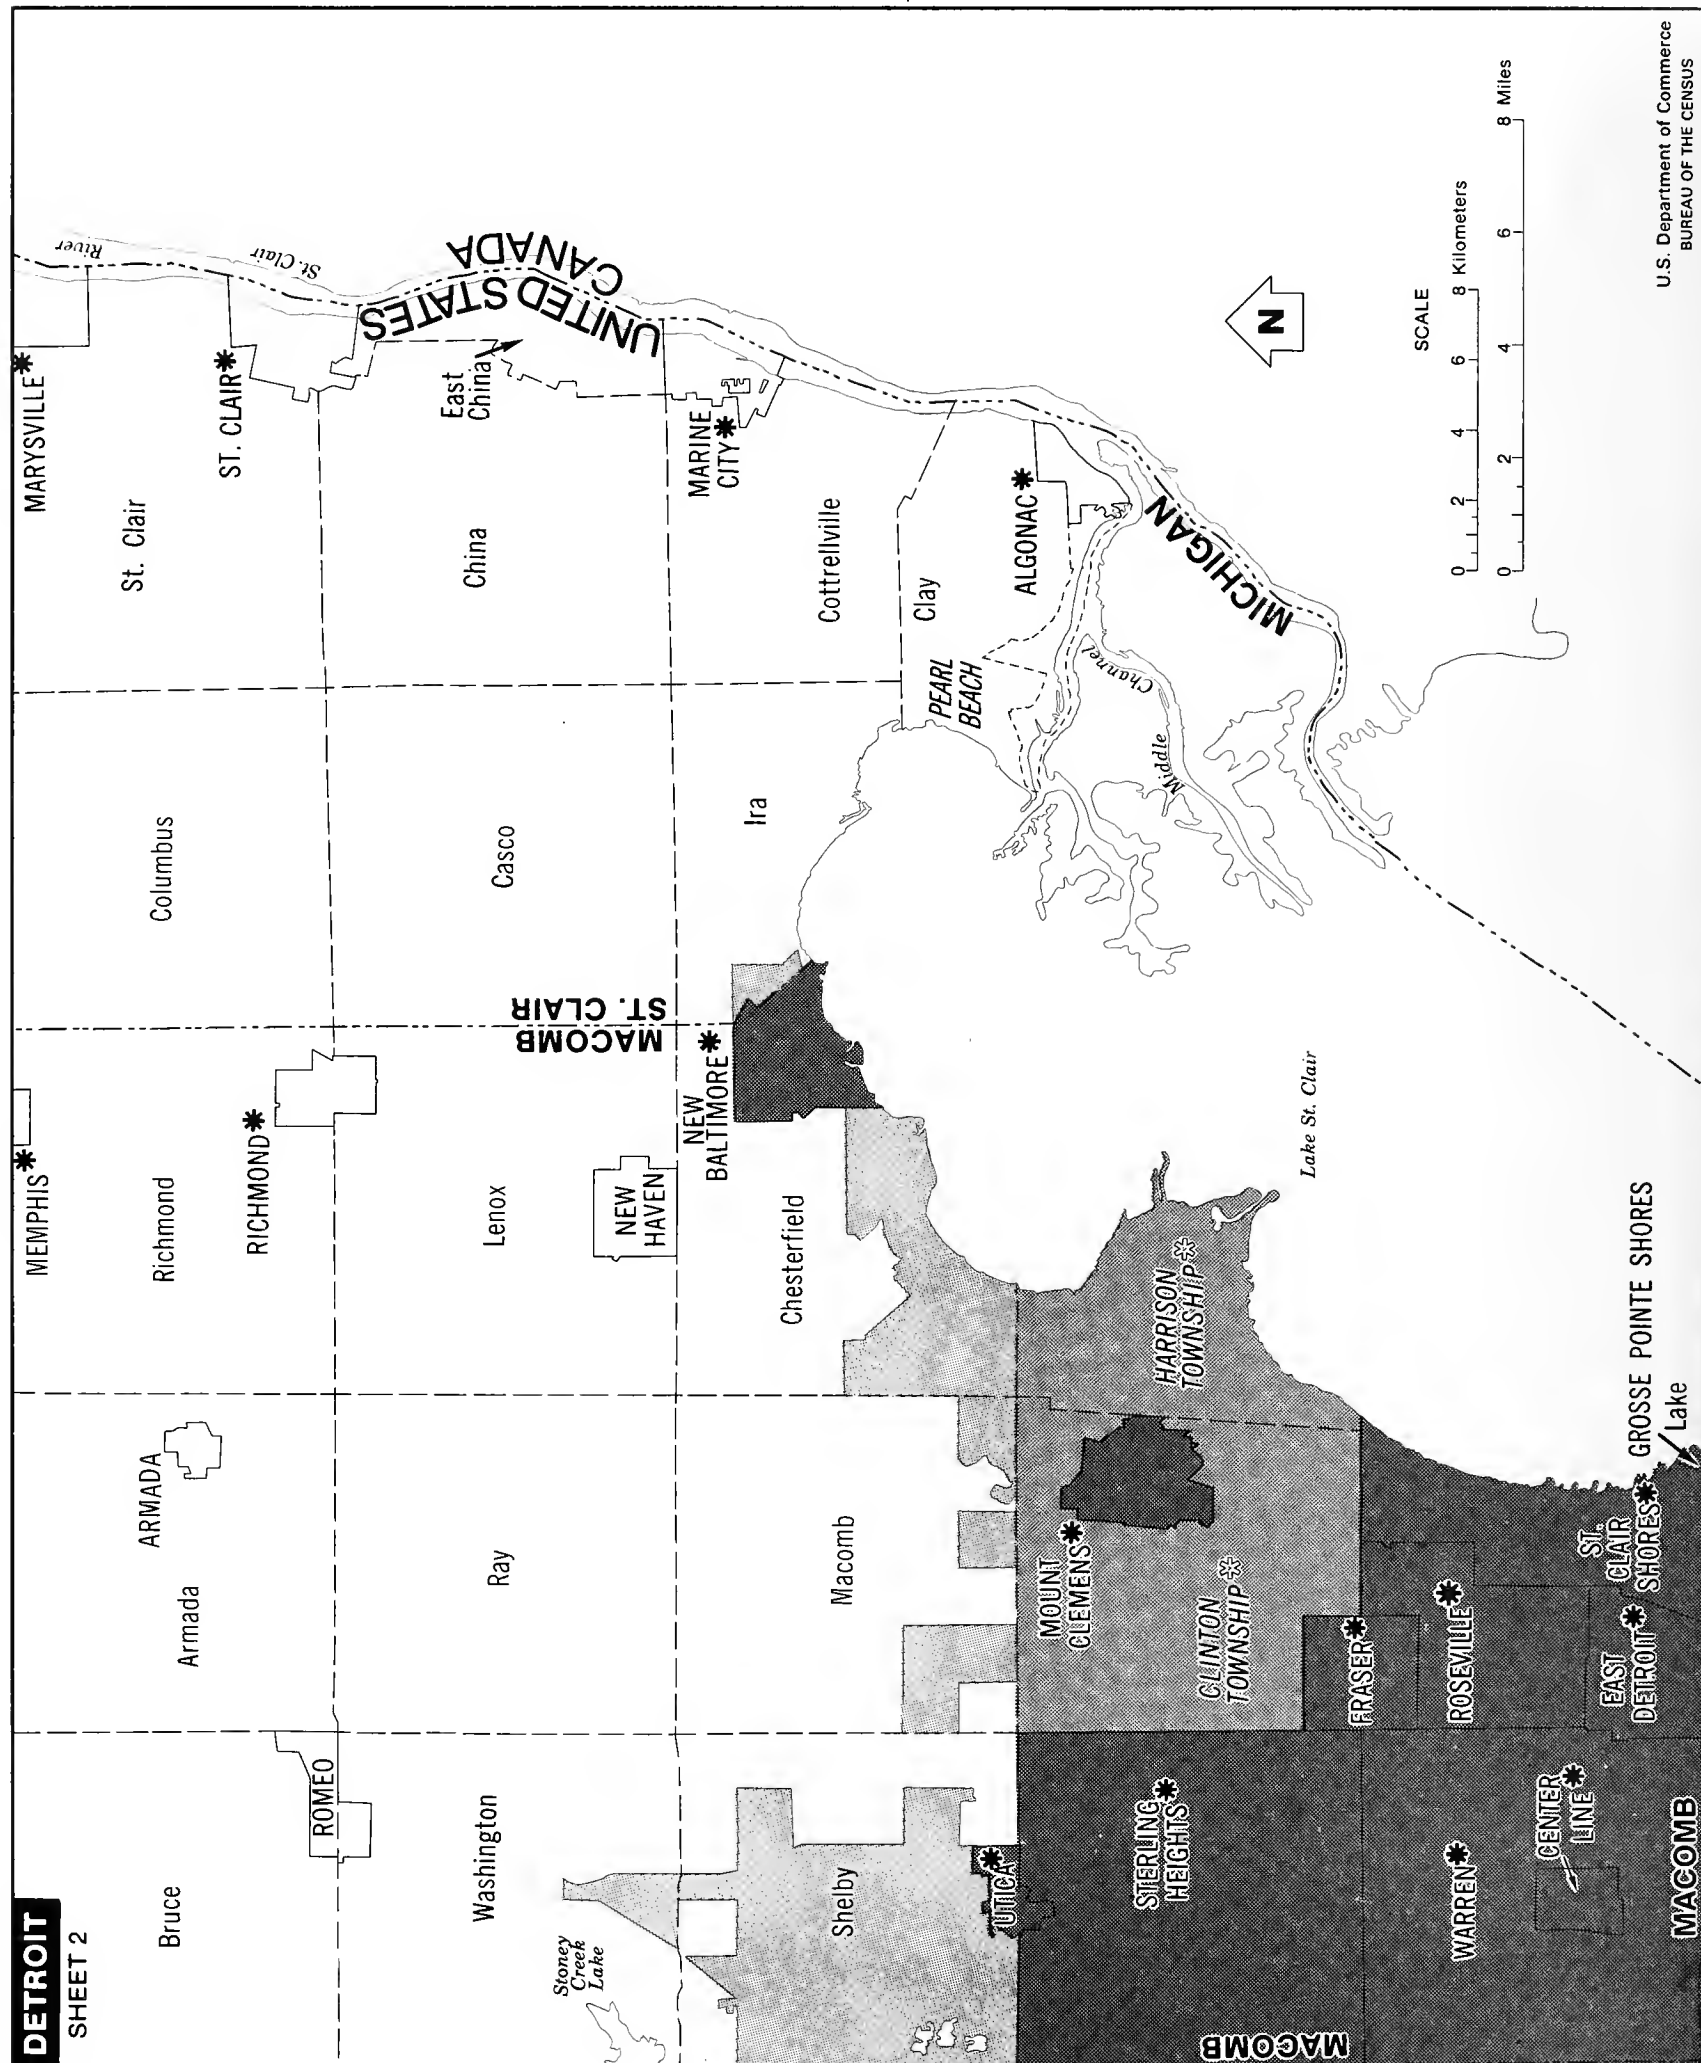 DETROIT
SHEET 2
Bruce
ROMEO
Washington
Stoney
Creek
Lake
Shelby
UTICA
STERLING
HEIGHTS
WARREN
CENTER
LINE
MACOMB
MACOMB
Armada
ARMADA
Ray
Macomb
MOUNT
CLEMENS
CLINTON
TOWNSHIP
FRASER
ROSEVILLE
EAST
DETROIT
ST.
CLAIR
SHORES
GROSSE POINTE SHORES
Lake
MEMPHIS
Richmond
RICHMOND
Lenox
NEW
HAVEN
NEW
BALTIMORE
Chesterfield
HARRISON
TOWNSHIP
MACOMB
ST. CLAIR
Lake St. Clair
Columbus
Casco
Ira
MARYSVILLE
St. Clair
ST. CLAIR
China
East
China
MARINE
CITY
Cottrellville
Clay
ALGONAC
PEARL
BEACH
Channel
Middle
River
St. Clair
UNITED STATES
CANADA
MICHIGAN
N
SCALE
0 2 4 6 8 Kilometers
0 2 4 6 8 Miles
U.S. Department of Commerce
BUREAU OF THE CENSUS